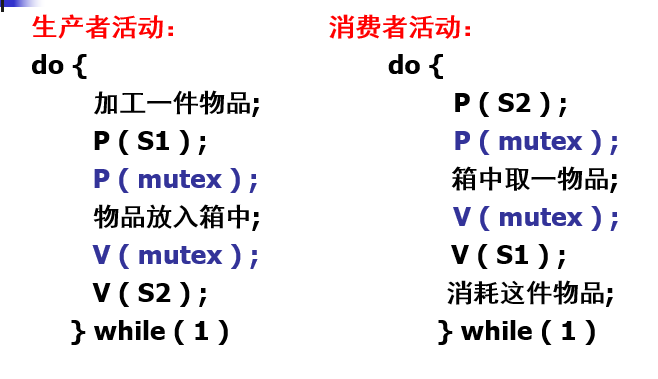 生产者活动：
do {
加工一件物品;
P ( S1 ) ;
P ( mutex ) ;
物品放入箱中;
V ( mutex ) ;
V ( S2 ) ;
} while ( 1 )
消费者活动：
do {
P ( S2 ) ;
P ( mutex ) ;
箱中取一物品;
V ( mutex ) ;
V ( S1 ) ;
消耗这件物品;
} while ( 1 )